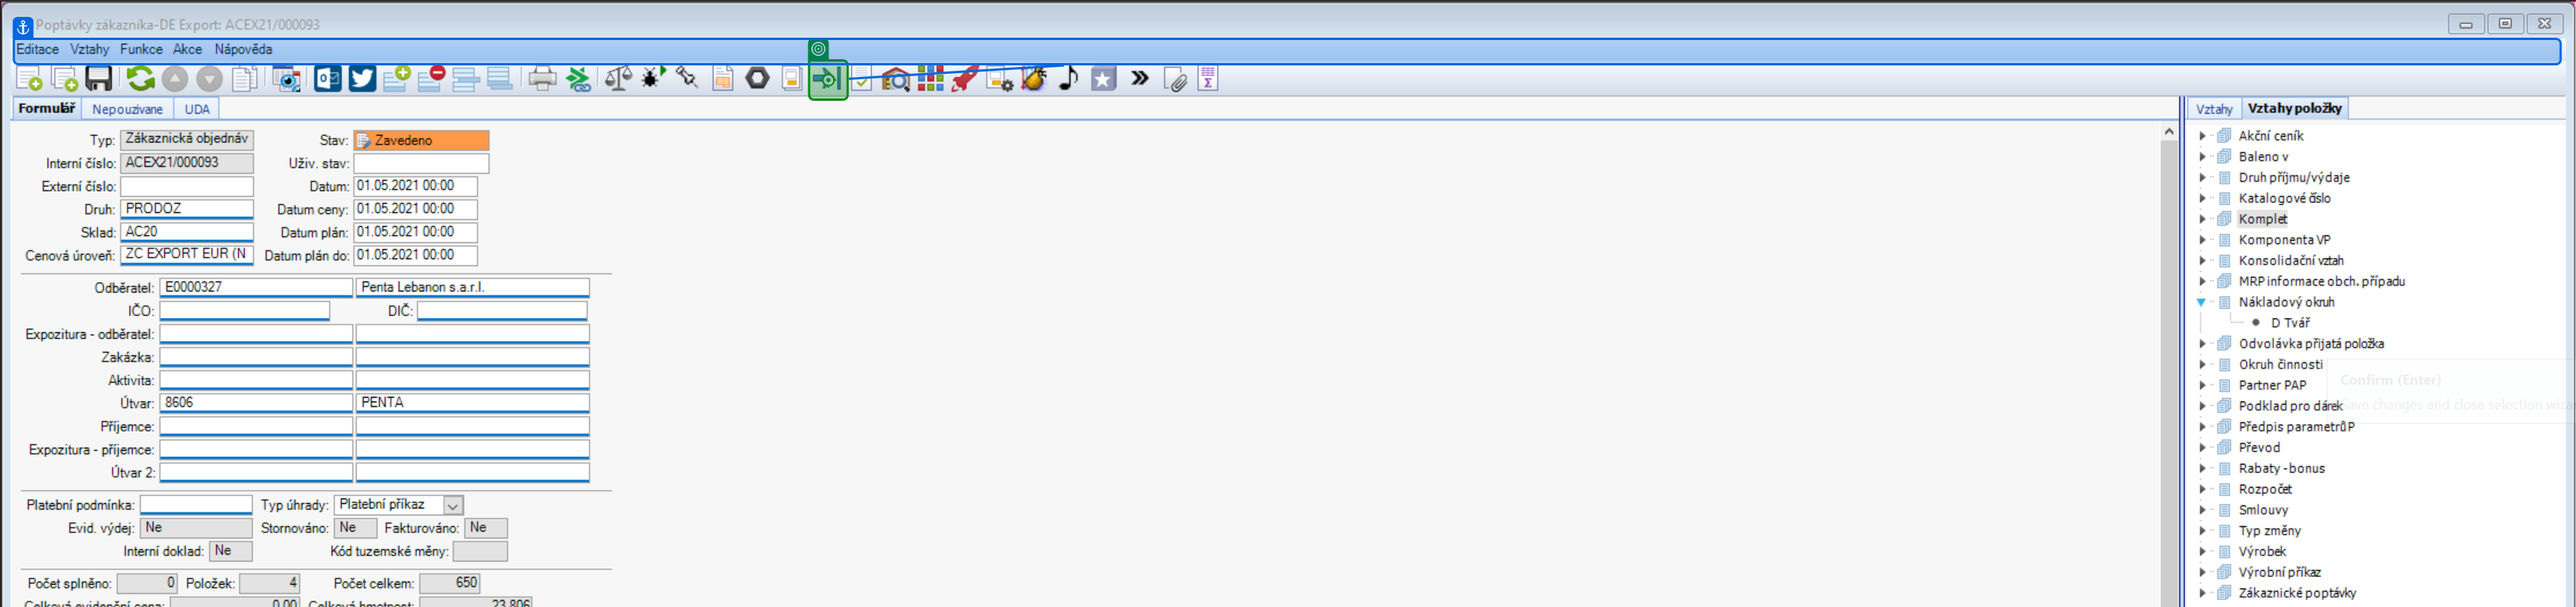 Poptávky zákazníka-DE Export: ACEX21/000093
Editace Vztahy Funkce Akce Nápověda
Formulář Nepouzivane UDA
Typ: Zákaznická objednáv Stav: Zavedeno
Interní číslo: ACEX21/000093 Uživ. stav:
Externí číslo: Datum: 01.05.2021 00:00
Druh: PRODOZ Datum ceny: 01.05.2021 00:00
Sklad: AC20 Datum plán: 01.05.2021 00:00
Cenová úroveň: ZC EXPORT EUR (N Datum plán do: 01.05.2021 00:00
Odběratel: E0000327 Penta Lebanon s.a.r.l.
IČO: DIČ:
Expozitura - odběratel:
Zakázka:
Aktivita:
Útvar: 8606 PENTA
Příjemce:
Expozitura - příjemce:
Útvar 2:
Platební podmínka: Typ úhrady: Platební příkaz
Evid. výdej: Ne Stornováno: Ne Fakturováno: Ne
Interní doklad: Ne Kód tuzemské měny:
Počet splněno: 0 Položek: 4 Počet celkem: 650
Celková evidenční cena: 0,00 Celková hmotnost: 23,806
Vztahy Vztahy položky
Akční ceník
Baleno v
Druh příjmu/výdaje
Katalogové číslo
Komplet
Komponenta VP
Konsolidační vztah
MRP informace obch. případu
Nákladový okruh
D Tvář
Odvolávka přijatá položka
Okruh činnosti
Partner PAP
Confirm (Enter)
Podklad pro dárek
Save changes and close selection wiza
Předpis parametrů P
Převod
Rabaty - bonus
Rozpočet
Smlouvy
Typ změny
Výrobek
Výrobní příkaz
Zákaznické poptávky